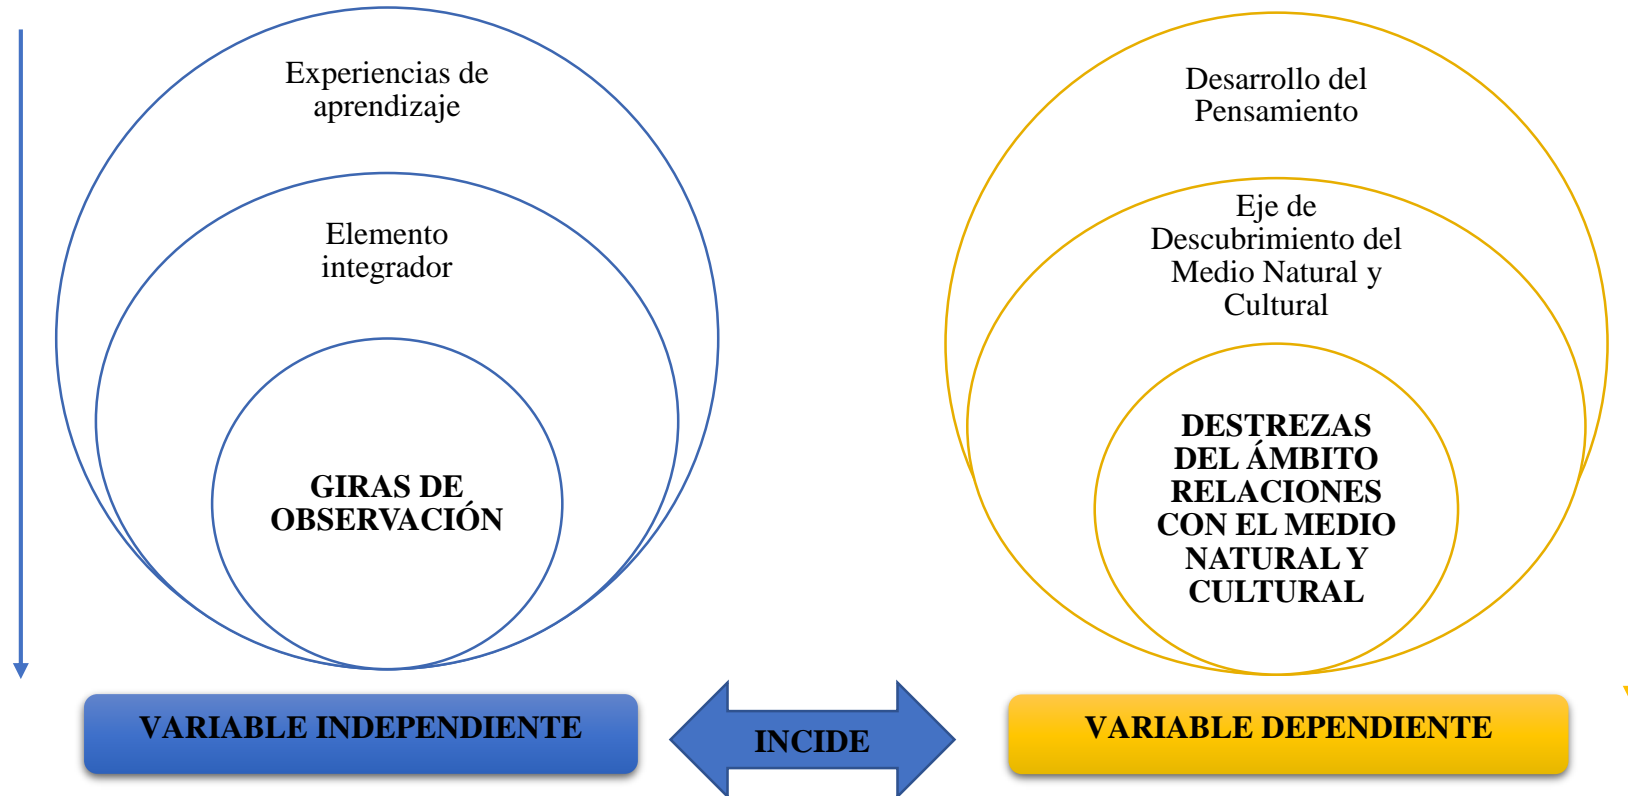 Experiencias de
aprendizaje
Elemento
integrador
GIRAS DE
OBSERVACIÓN
VARIABLE INDEPENDIENTE
INCIDE
Desarrollo del
Pensamiento
Eje de
Descubrimiento del
Medio Natural y
Cultural
DESTREZAS
DEL ÁMBITO
RELACIONES
CON EL MEDIO
NATURAL Y
CULTURAL
VARIABLE DEPENDIENTE